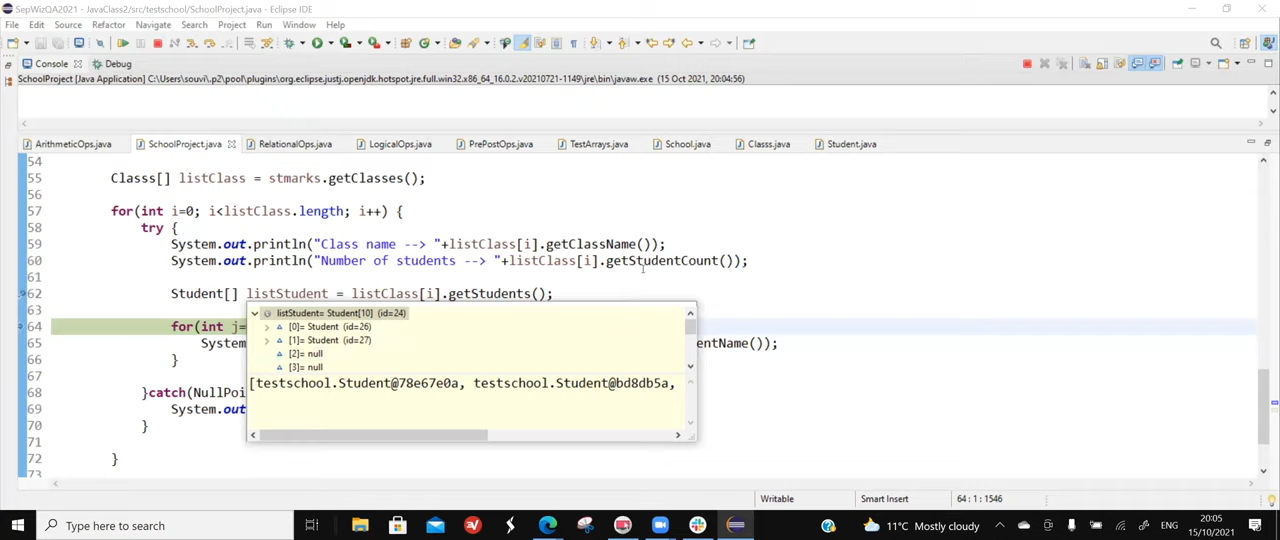 SepWizQA2021 - JavaClass2/src/testschool/SchoolProject.java - Eclipse IDE
File Edit Source Refactor Navigate Search Project Run Window Help
Console Debug
SchoolProject [Java Application] C:\Users\souvi\.p2\pool\plugins\org.eclipse.justj.openjdk.hotspot.jre.full.win32.x86_64_16.0.2.v20210721-1149\jre\bin\javaw.exe (15 Oct 2021, 20:04:56)
ArithmeticOps.java SchoolProject.java RelationalOps.java LogicalOps.java PrePostOps.java TestArrays.java School.java Classs.java Student.java
54
55 Classs[] listClass = stmarks.getClasses();
56
57 for(int i=0; i<listClass.length; i++) {
58 try {
59 System.out.println("Class name --> "+listClass[i].getClassName());
60 System.out.println("Number of students --> "+listClass[i].getStudentCount());
61
62 Student[] listStudent = listClass[i].getStudents();
63
listStudent= Student[10] (id=24)
64 for(int j=
[0]= Student (id=26)
65 System entName());
[1]= Student (id=27)
66 }
[2]= null
67
[3]= null
[testschool.Student@78e67e0a, testschool.Student@bd8db5a,
68 }catch(NullPoi
69 System.out
70 }
71
72 }
73
Writable Smart Insert 64 : 1 : 1546
Type here to search 11°C Mostly cloudy ENG 20:05
15/10/2021